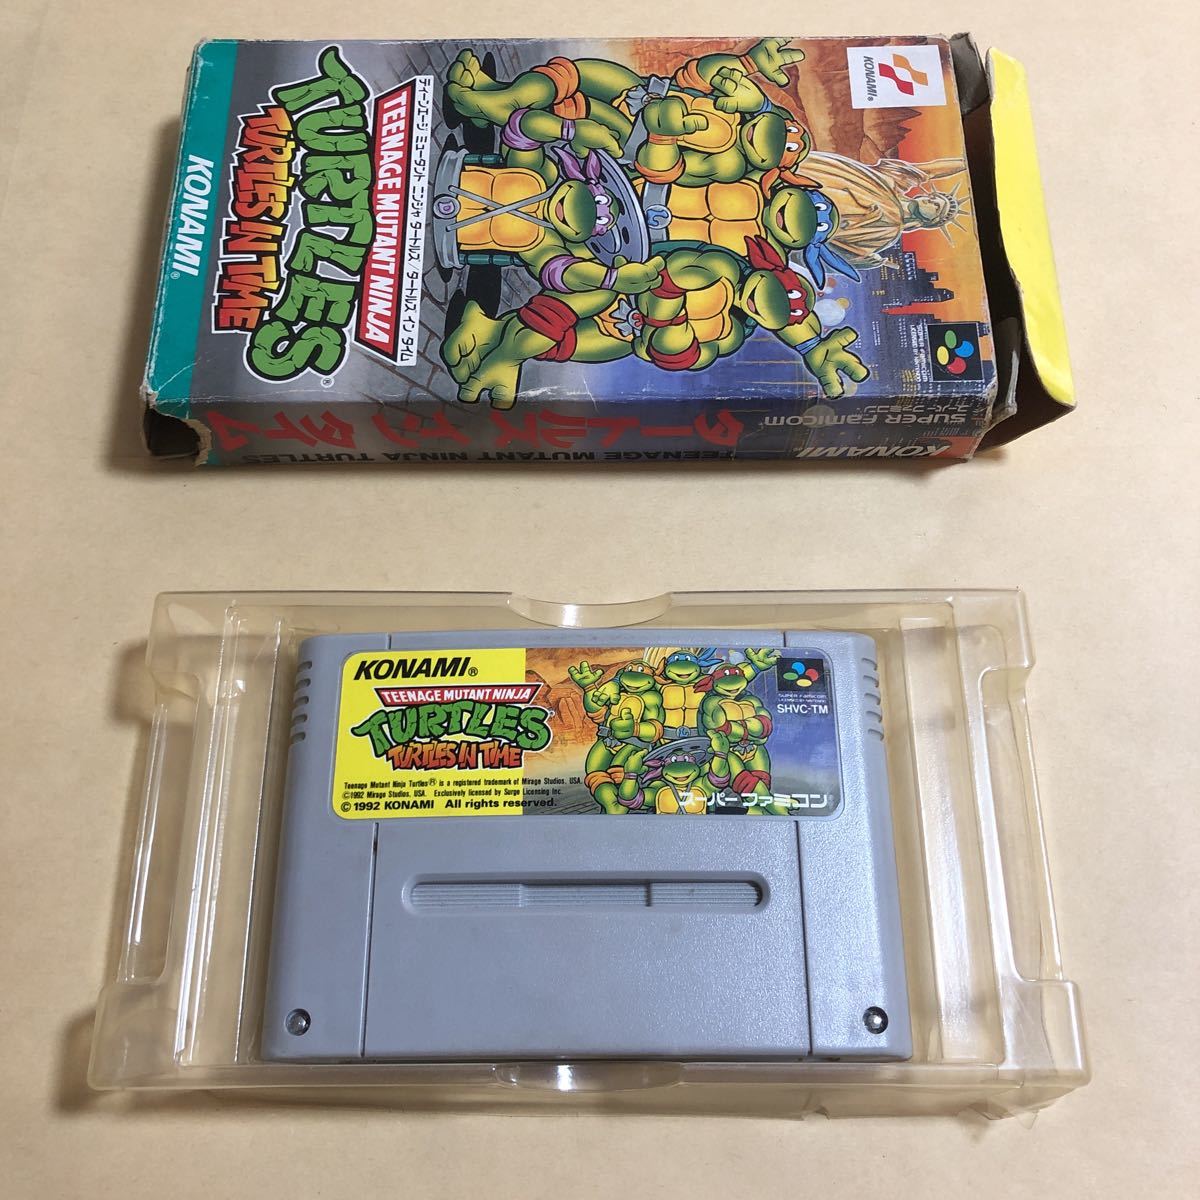 KONAMI®
ティーンエージ ミュータント ニンジャ タートルズ/タートルズ イン タイム
TEENAGE MUTANT NINJA
TURTLES®
TURTLES IN TIME
KONAMI®
SUPER FAMICOM
タートルズ イン タイム
TEENAGE MUTANT NINJA TURTLES
SUPER FAMICOM
スーパーファミコン
KONAMI®
KONAMI®
TEENAGE MUTANT NINJA
TURTLES
TURTLES IN TIME
Teenage Mutant Ninja Turtles® is a registered trademark of Mirage Studios, USA.
©1992 Mirage Studios, USA. Exclusively licensed by Surge Licensing Inc.
©1992 KONAMI All rights reserved.
SUPER FAMICOM
SHVC-TM
スーパーファミコン